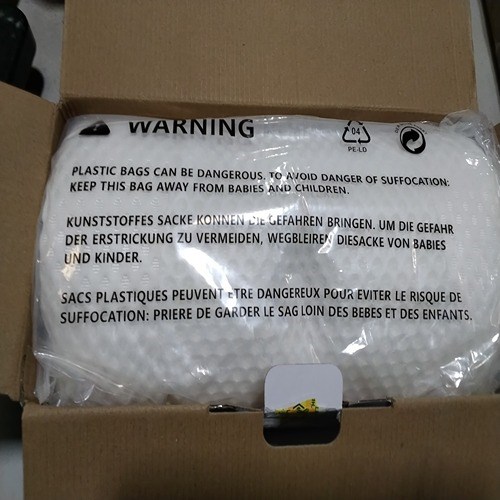 WARNING
04
PE-LD
PLASTIC BAGS CAN BE DANGEROUS. TO AVOID DANGER OF SUFFOCATION:
KEEP THIS BAG AWAY FROM BABIES AND CHILDREN.
KUNSTSTOFFES SACKE KONNEN DIE GEFAHREN BRINGEN. UM DIE GEFAHR
DER ERSTRICKUNG ZU VERMEIDEN, WEGBLEIREN DIESACKE VON BABIES
UND KINDER.
SACS PLASTIQUES PEUVENT ETRE DANGEREUX POUR EVITER LE RISQUE DE
SUFFOCATION: PRIERE DE GARDER LE SAG LOIN DES BEBES ET DES ENFANTS.